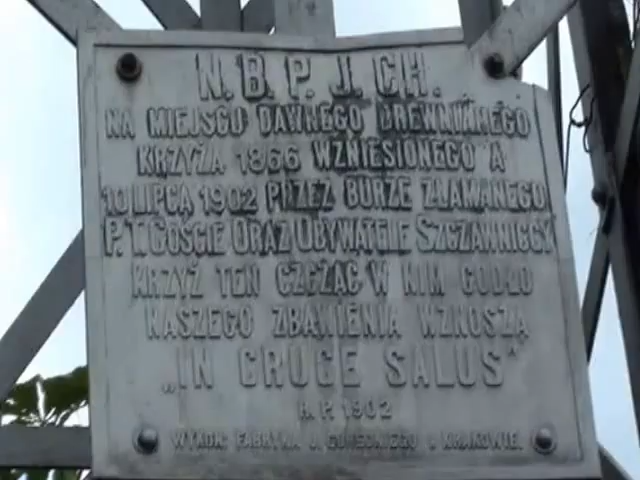 N. B. P. J. CH.
NA MIEJSCU DAWNEGO DREWNIANEGO
KRZYŻA 1866 WZNIESIONEGO A
10 LIPCA 1902 PRZEZ BURZĘ ZŁAMANEGO
P. T. GOŚCIE ORAZ OBYWATELE SZCZAWNICCY
KRZYŻ TEN CZCZĄC W NIM GODŁO
NASZEGO ZBAWIENIA WZNOSZĄ
„IN CRUCE SALUS"
R. P. 1902
WYKON. FABRYKA J. GÓRECKIEGO w KRAKOWIE.